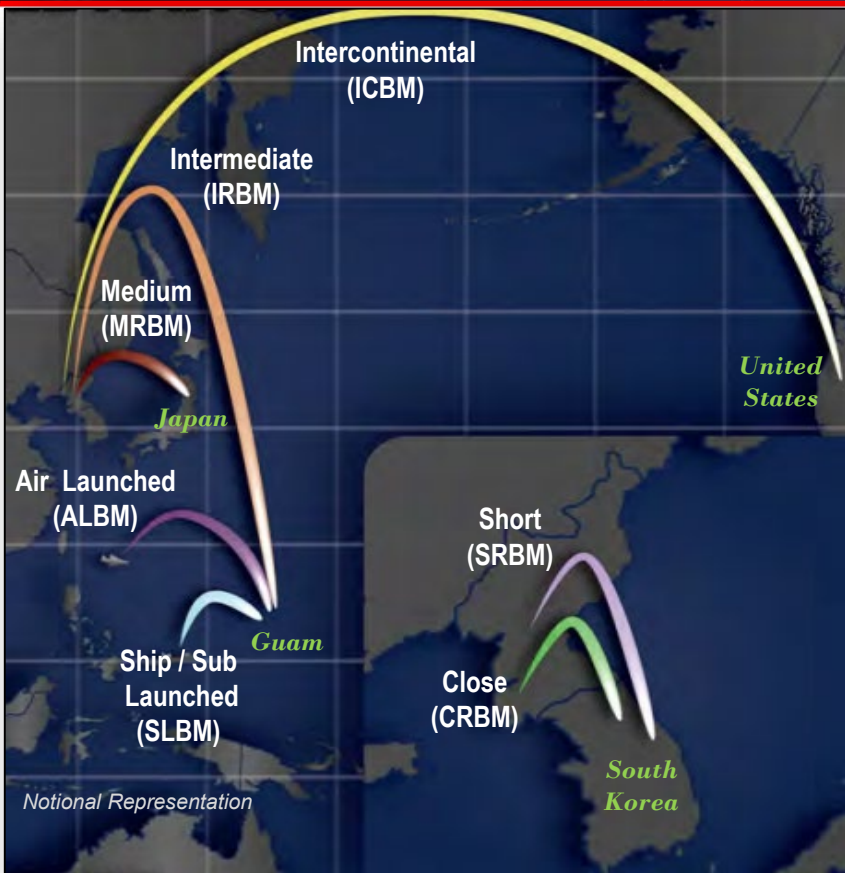 Intercontinental
(ICBM)
Intermediate
(IRBM)
Medium
(MRBM)
United
States
Japan
Air Launched
(ALBM)
Short
(SRBM)
Guam
Ship / Sub
Launched
(SLBM)
Close
(CRBM)
South
Korea
Notional Representation